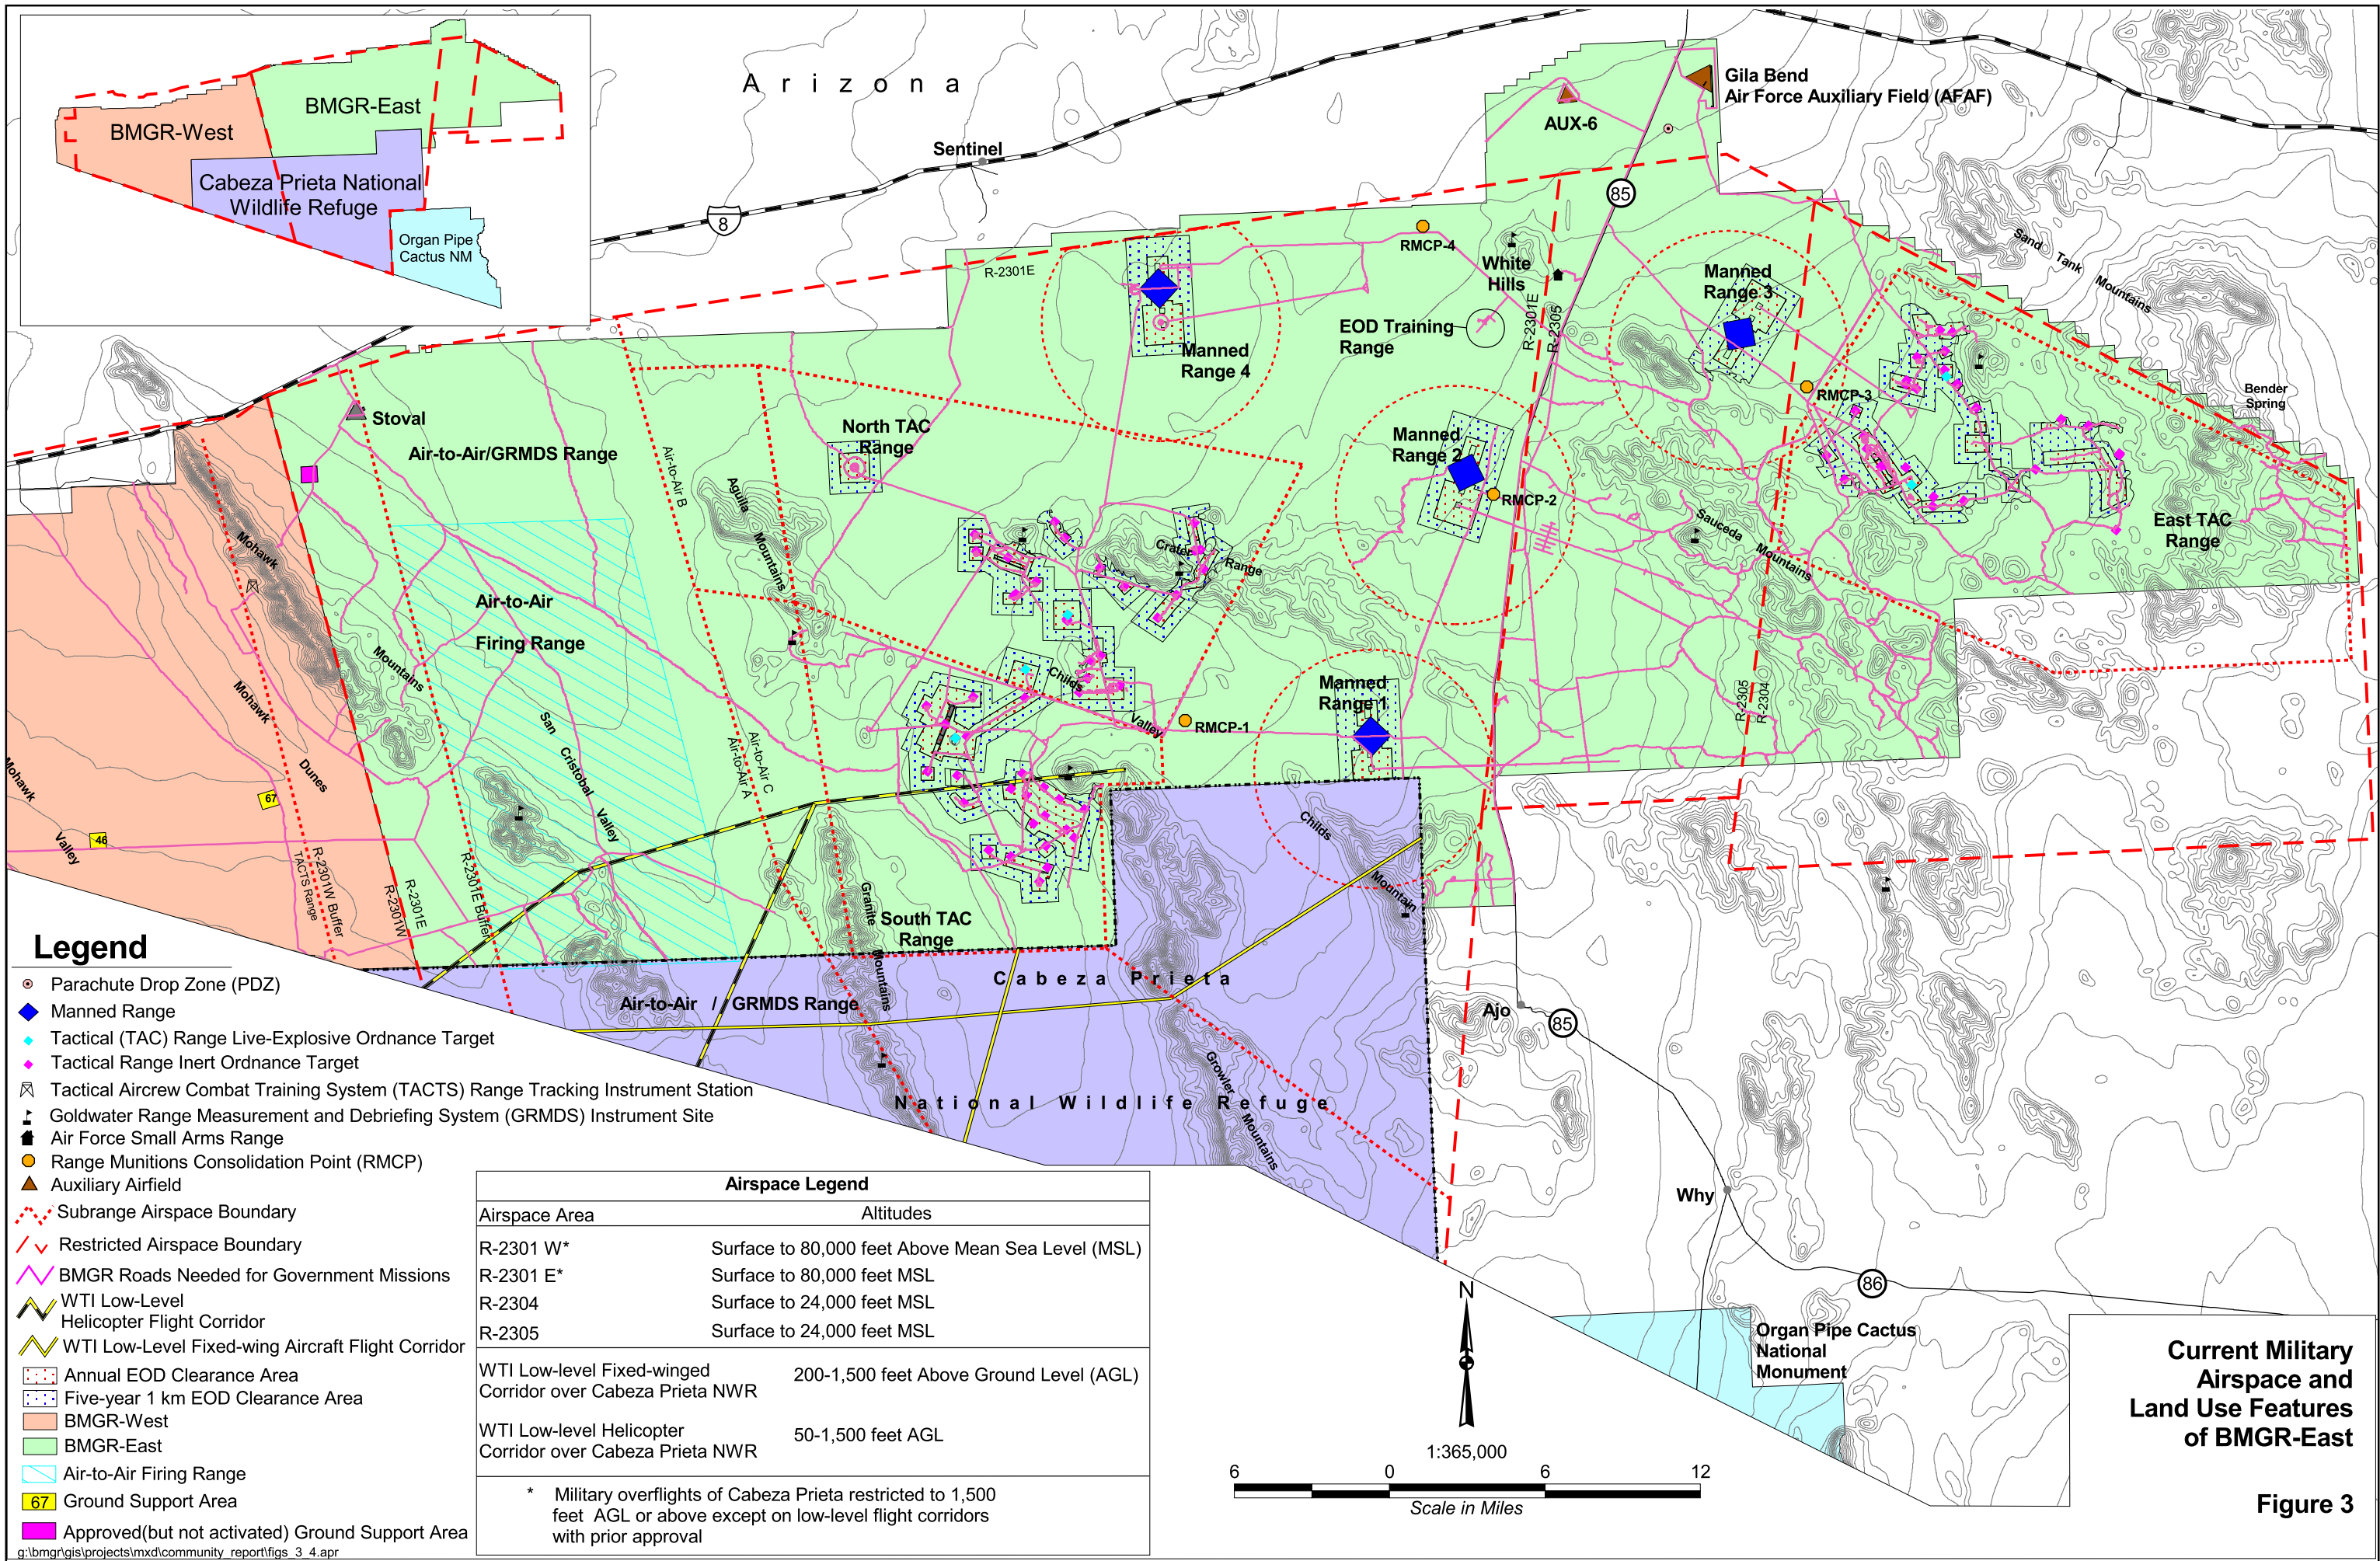 BMGR-West
BMGR-East
Cabeza Prieta National
Wildlife Refuge
Organ Pipe
Cactus NM
Arizona
Sentinel
8
Gila Bend
Air Force Auxiliary Field (AFAF)
AUX-6
85
RMCP-4
White
Hills
R-2301E
Manned
Range 3
Sand Tank Mountains
EOD Training
Range
R-2301E
R-2305
Manned
Range 4
RMCP-3
Bender
Spring
Stoval
Air-to-Air/GRMDS Range
North TAC
Range
Air-to-Air B
Manned
Range 2
RMCP-2
Aguila
Mountains
Crater
Range
Sauceda
Mountains
East TAC
Range
Mohawk
Mountains
Air-to-Air
Firing Range
Mohawk
Dunes
San Cristobal Valley
Childs
Valley
RMCP-1
Manned
Range 1
R-2305
R-2304
Air-to-Air C
Air-to-Air A
Mohawk
Valley
67
46
TACTS Range
R-2301W Buffer
R-2301W
R-2301E
R-2301E Buffer
Granite
Mountains
South TAC
Range
Childs
Mountain
Cabeza Prieta
National Wildlife Refuge
Air-to-Air / GRMDS Range
Growler
Mountains
Ajo
85
Why
86
Organ Pipe Cactus
National
Monument
Legend
Parachute Drop Zone (PDZ)
Manned Range
Tactical (TAC) Range Live-Explosive Ordnance Target
Tactical Range Inert Ordnance Target
Tactical Aircrew Combat Training System (TACTS) Range Tracking Instrument Station
Goldwater Range Measurement and Debriefing System (GRMDS) Instrument Site
Air Force Small Arms Range
Range Munitions Consolidation Point (RMCP)
Auxiliary Airfield
Subrange Airspace Boundary
Restricted Airspace Boundary
BMGR Roads Needed for Government Missions
WTI Low-Level
Helicopter Flight Corridor
WTI Low-Level Fixed-wing Aircraft Flight Corridor
Annual EOD Clearance Area
Five-year 1 km EOD Clearance Area
BMGR-West
BMGR-East
Air-to-Air Firing Range
67 Ground Support Area
Approved(but not activated) Ground Support Area
g:\bmgr\gis\projects\mxd\community_report\figs_3_4.apr
Airspace Legend
Airspace Area Altitudes
R-2301 W* Surface to 80,000 feet Above Mean Sea Level (MSL)
R-2301 E* Surface to 80,000 feet MSL
R-2304 Surface to 24,000 feet MSL
R-2305 Surface to 24,000 feet MSL
WTI Low-level Fixed-winged
Corridor over Cabeza Prieta NWR 200-1,500 feet Above Ground Level (AGL)
WTI Low-level Helicopter
Corridor over Cabeza Prieta NWR 50-1,500 feet AGL
* Military overflights of Cabeza Prieta restricted to 1,500
feet AGL or above except on low-level flight corridors
with prior approval
N
1:365,000
6 0 6 12
Scale in Miles
Current Military
Airspace and
Land Use Features
of BMGR-East
Figure 3